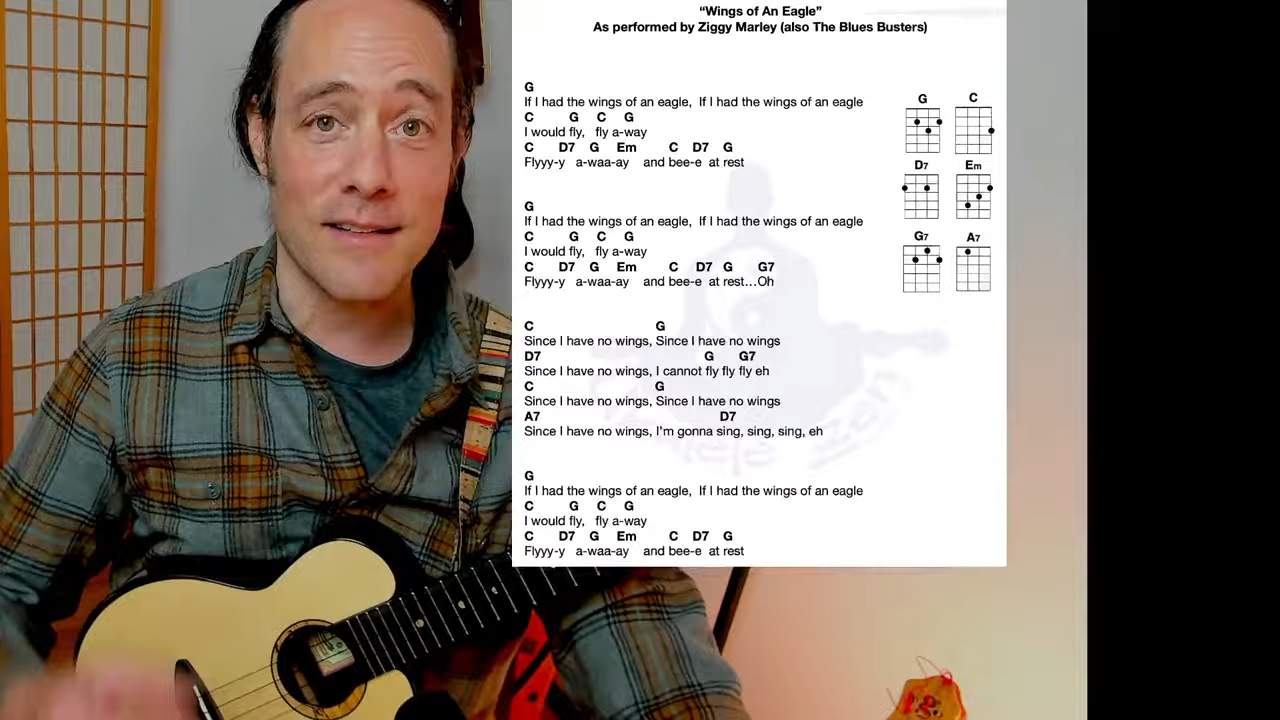 “Wings of An Eagle”
As performed by Ziggy Marley (also The Blues Busters)
G
If I had the wings of an eagle,  If I had the wings of an eagle
C G C G
I would fly,   fly a-way
C D7 G Em C D7 G
Flyyy-y   a-waa-ay    and bee-e  at rest
G
If I had the wings of an eagle,  If I had the wings of an eagle
C G C G
I would fly,   fly a-way
C D7 G Em C D7 G G7
Flyyy-y   a-waa-ay    and bee-e  at rest…Oh
C G
Since I have no wings, Since I have no wings
D7 G G7
Since I have no wings, I cannot fly fly fly eh
C G
Since I have no wings, Since I have no wings
A7 D7
Since I have no wings, I’m gonna sing, sing, sing, eh
G
If I had the wings of an eagle,  If I had the wings of an eagle
C G C G
I would fly,   fly a-way
C D7 G Em C D7 G
Flyyy-y   a-waa-ay    and bee-e  at rest
G C
D7 Em
G7 A7